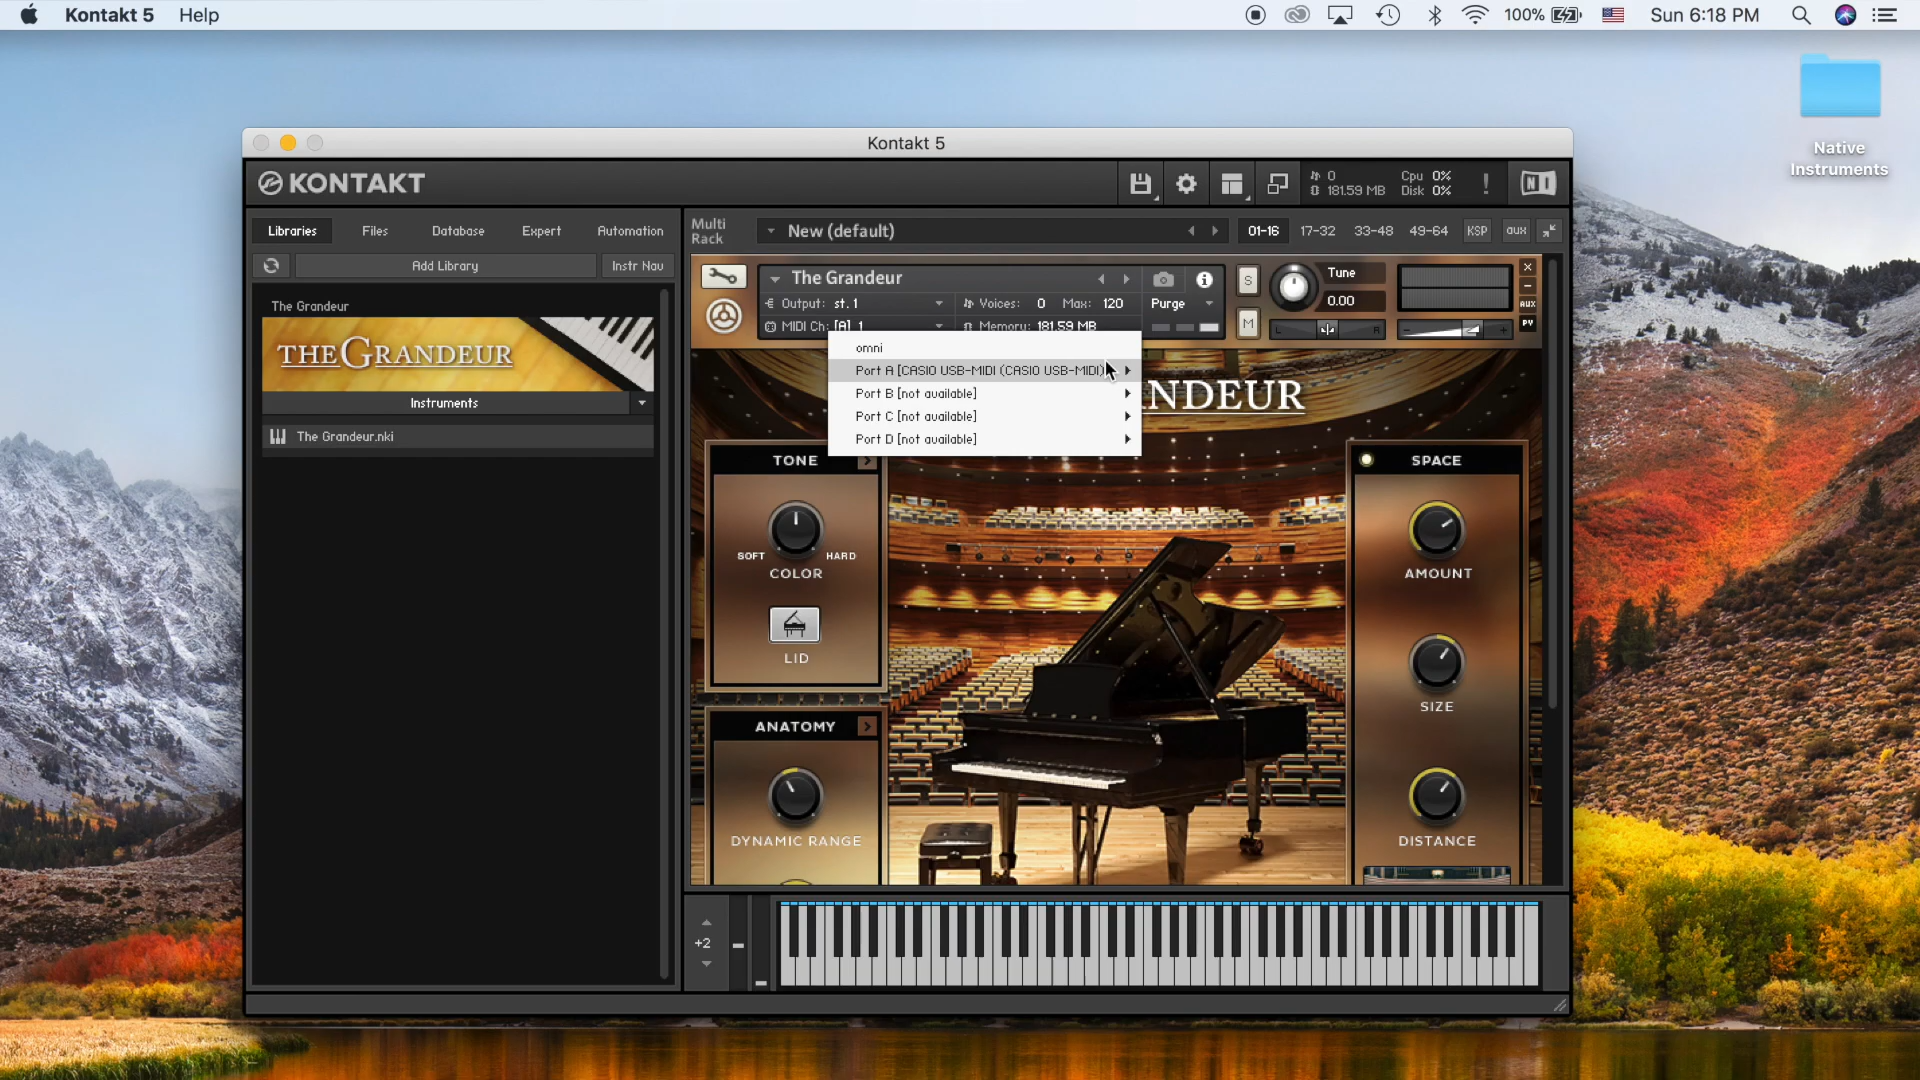 Kontakt 5 Help 100% Sun 6:18 PM
Native
Instruments
Kontakt 5
KONTAKT
0
181.59 MB
Cpu 0%
Disk 0%
!
NI
Libraries Files Database Expert Automation
Add Library Instr Nav
The Grandeur
THE GRANDEUR
Instruments
The Grandeur.nki
Multi
Rack
New (default)
01-16 17-32 33-48 49-64 KSP aux
The Grandeur
Output: st. 1 Voices: 0 Max: 120 Purge
MIDI Ch: [A] 1 Memory: 181.59 MB
S
M
Tune
0.00
L R
- +
AUX
PV
omni
Port A [CASIO USB-MIDI (CASIO USB-MIDI)
Port B [not available]
Port C [not available]
Port D [not available]
NDEUR
TONE
SOFT HARD
COLOR
LID
ANATOMY
DYNAMIC RANGE
SPACE
AMOUNT
SIZE
DISTANCE
+2